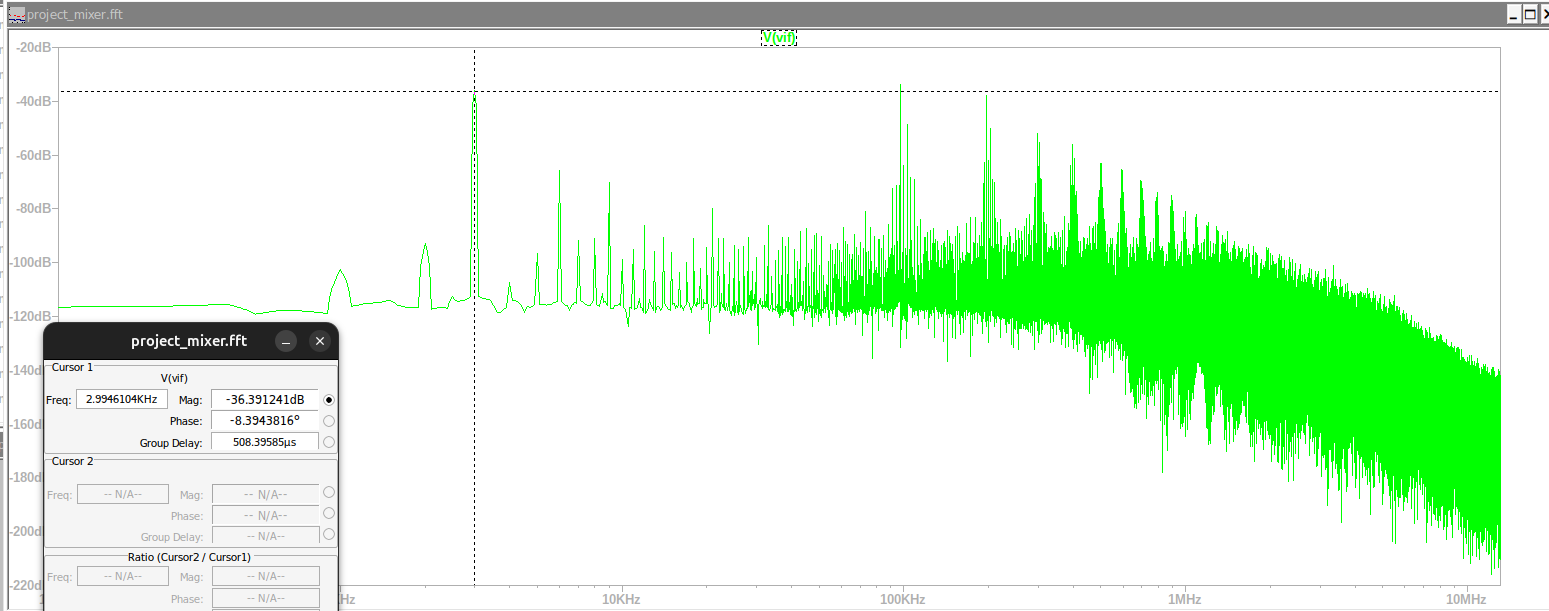 project_mixer.fft
V(vif)
-20dB
-40dB
-60dB
-80dB
-100dB
-120dB
-140dB
-160dB
-180dB
-200dB
-220dB
10KHz
100KHz
1MHz
10MHz
project_mixer.fft
Cursor 1
V(vif)
Freq: 2.9946104KHz Mag: -36.391241dB
Phase: -8.3943816°
Group Delay: 508.39585µs
Cursor 2
Freq: -- N/A-- Mag: -- N/A--
Phase: -- N/A--
Group Delay: -- N/A--
Ratio (Cursor2 / Cursor1)
Freq: -- N/A-- Mag: -- N/A--
Phase: -- N/A--